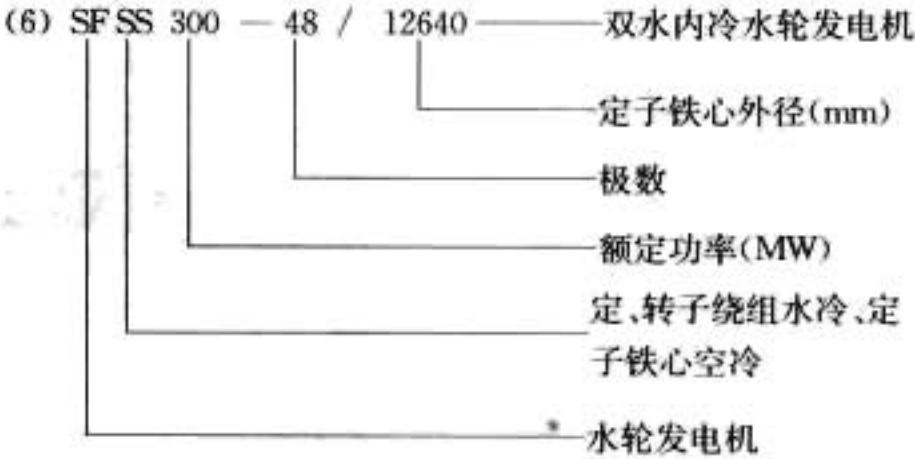 (6) SF SS 300 — 48 / 12640 双水内冷水轮发电机
定子铁心外径(mm)
极数
额定功率(MW)
定、转子绕组水冷、定
子铁心空冷
水轮发电机